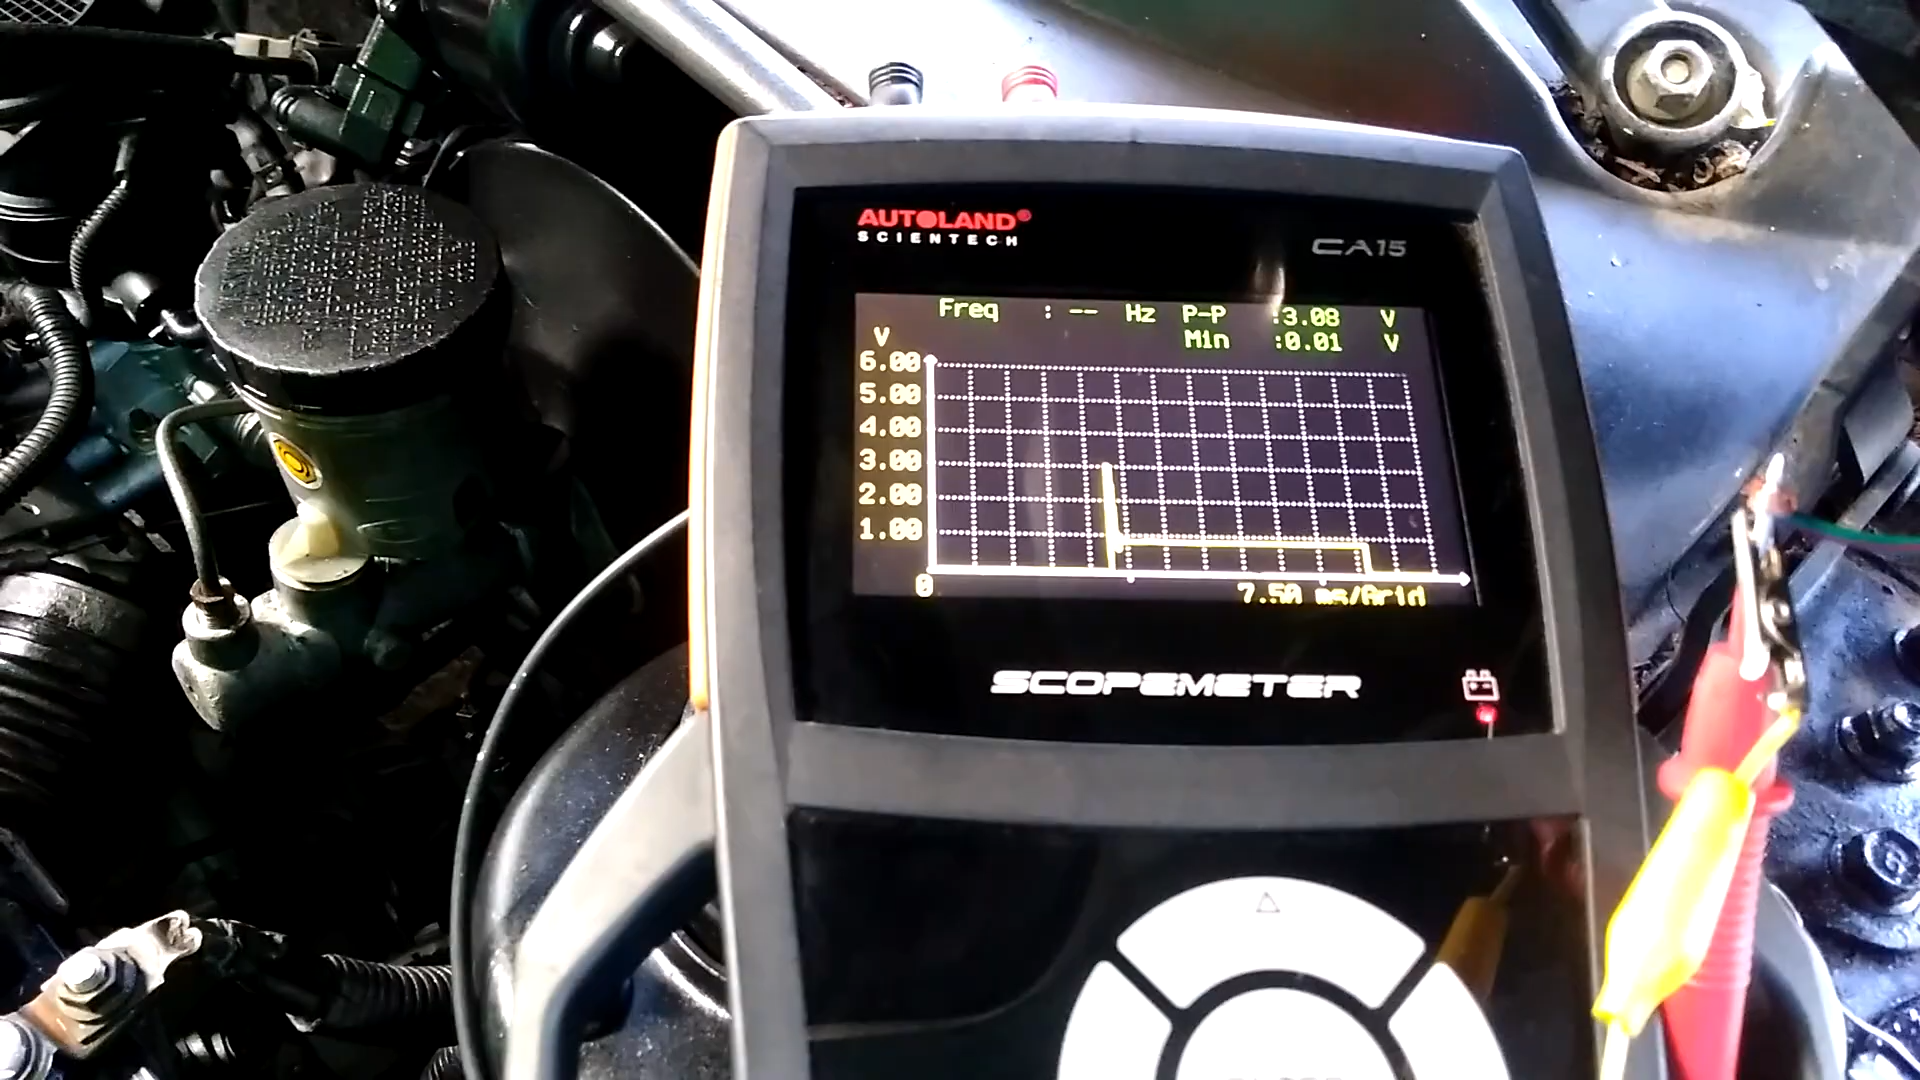 AUTOLAND®
SCIENTECH
CA15
Freq : -- Hz P-P :3.08 V
V Min :0.01 V
6.00
5.00
4.00
3.00
2.00
1.00
0 7.50 ms/Grid
SCOPEMETER